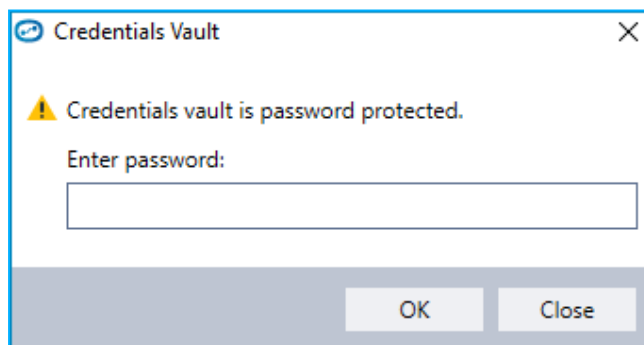 Credentials Vault
Credentials vault is password protected.
Enter password:
OK Close